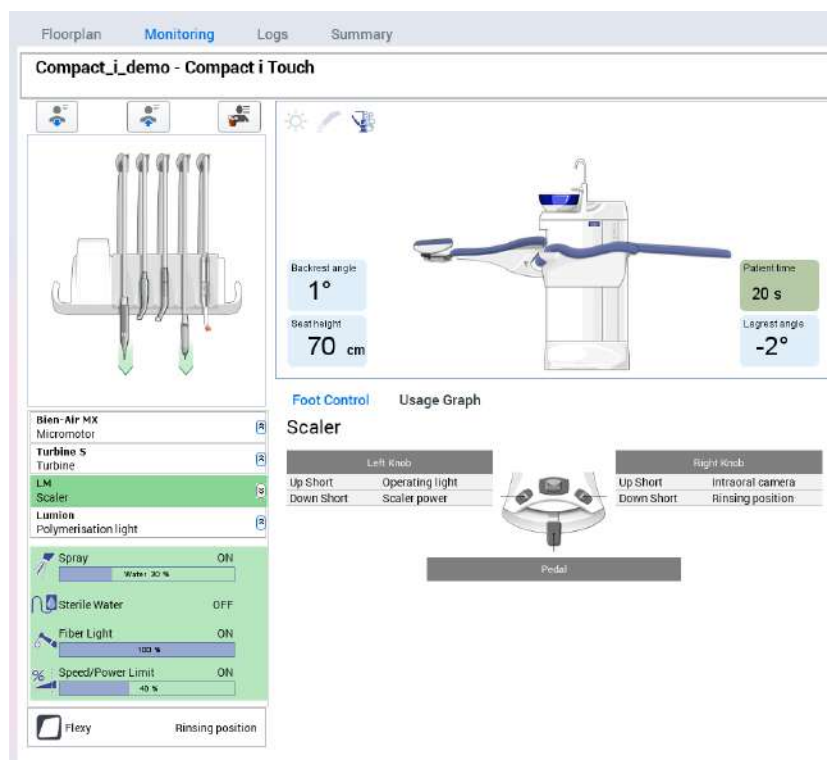 Floorplan Monitoring Logs Summary
Compact_i_demo - Compact i Touch
Backrest angle
1°
Seat height
70 cm
Patient time
20 s
Legrest angle
-2°
Bien-Air MX
Micromotor
Turbine S
Turbine
LM
Scaler
Lumion
Polymerisation light
Spray ON
Water 30 %
Sterile Water OFF
Fiber Light ON
100 %
Speed/Power Limit ON
% 40 %
Flexy Rinsing position
Foot Control Usage Graph
Scaler
Left Knob
Up Short Operating light
Down Short Scaler power
Right Knob
Up Short Intraoral camera
Down Short Rinsing position
Pedal